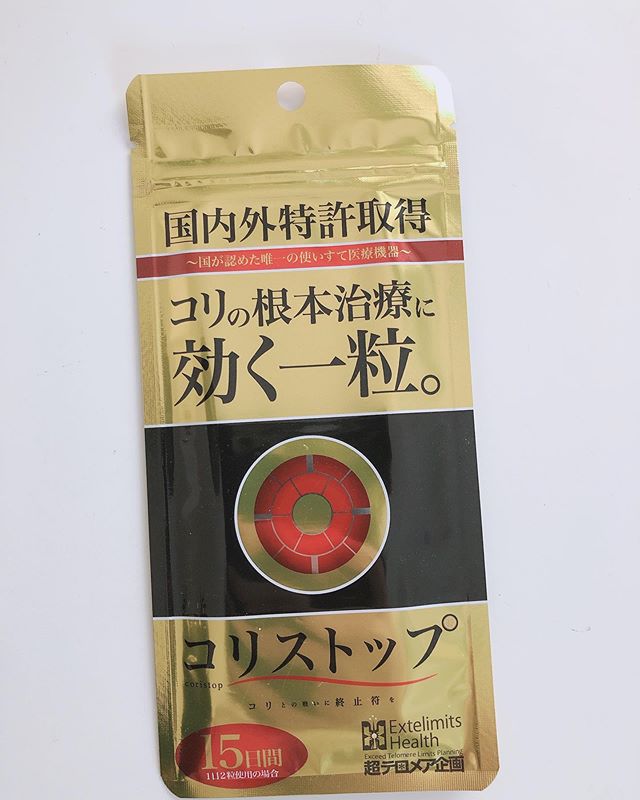 国内外特許取得
〜国が認めた唯一の使いすて医療機器〜
コリの根本治療に
効く一粒。
コリストップ
coristop
コリとの戦いに終止符を
15日間
1日2粒使用の場合
Extelimits
Health
Exceed Telomere Limits Planning
超テロメア企画